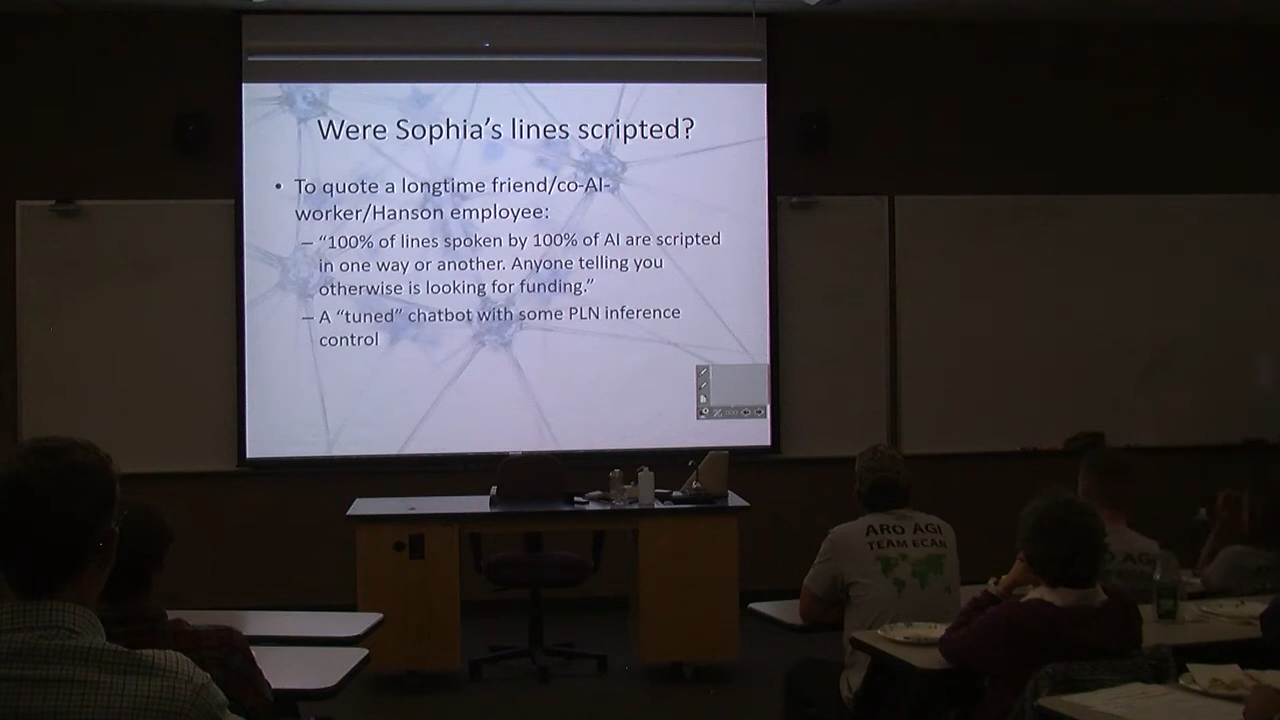 Were Sophia's lines scripted?
• To quote a longtime friend/co-AI-
worker/Hanson employee:
– “100% of lines spoken by 100% of AI are scripted
in one way or another. Anyone telling you
otherwise is looking for funding.”
– A “tuned” chatbot with some PLN inference
control
ARO AGI
TEAM ECAN
O AGI